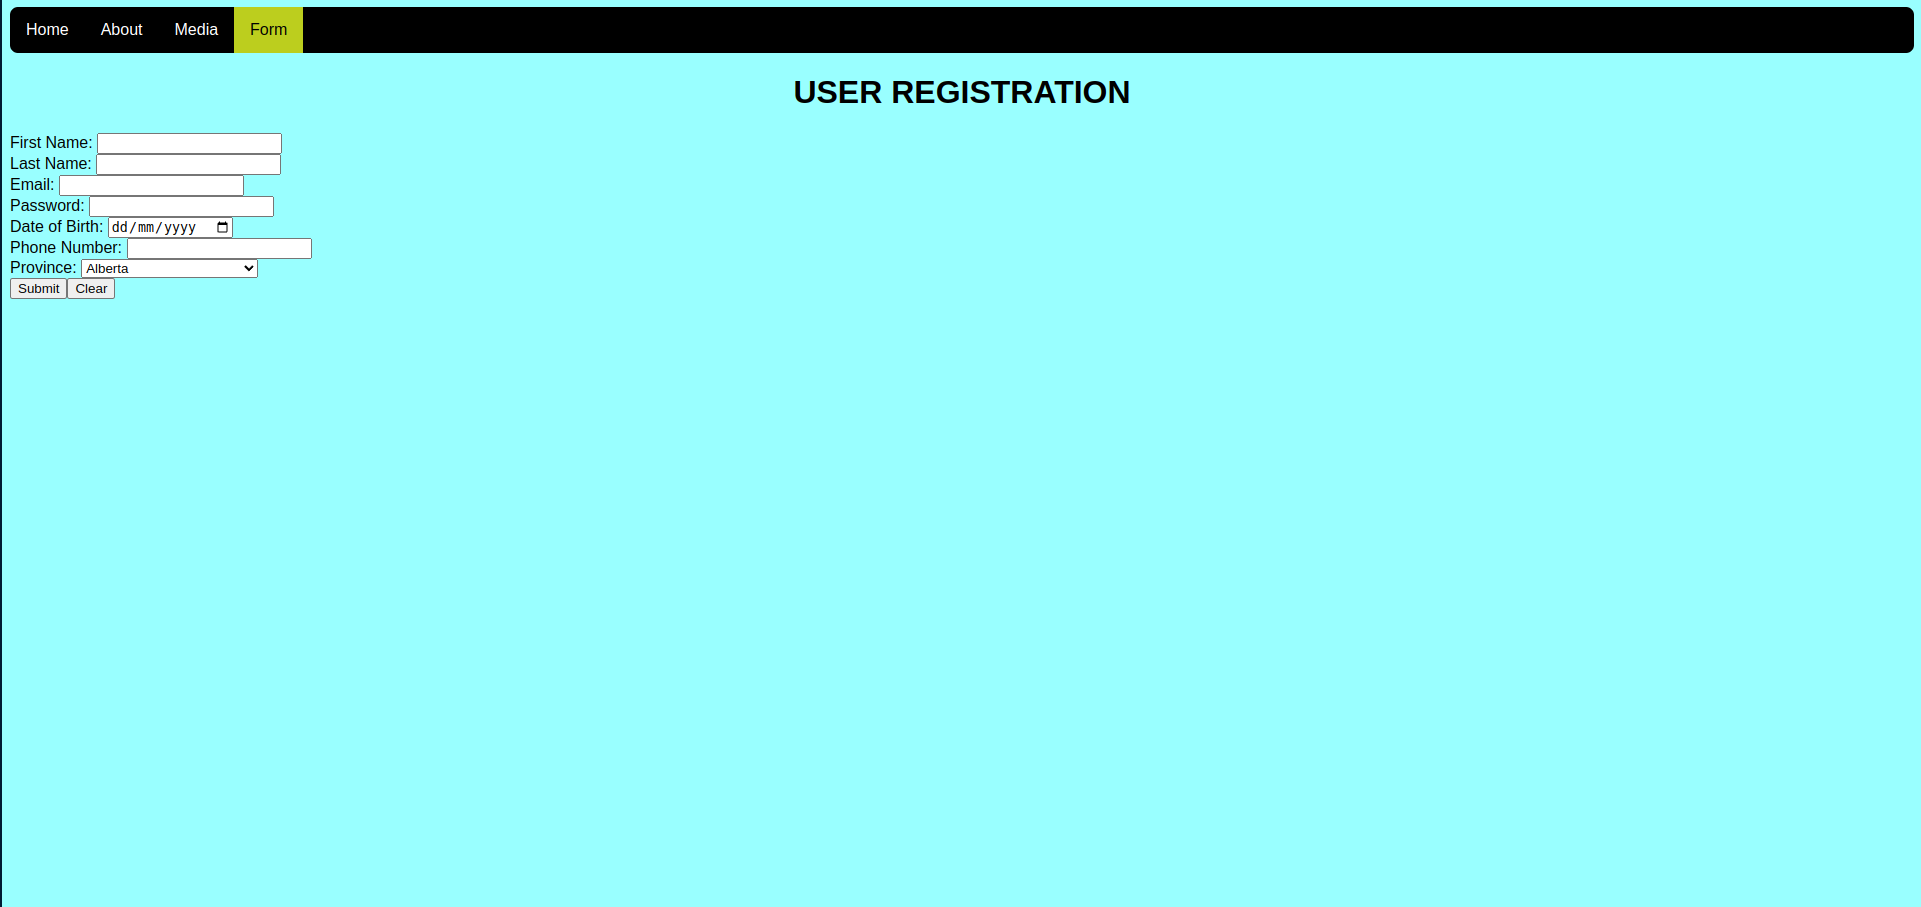 Home About Media Form
USER REGISTRATION
First Name:
Last Name:
Email:
Password:
Date of Birth: dd/mm/yyyy
Phone Number:
Province: Alberta
Submit Clear